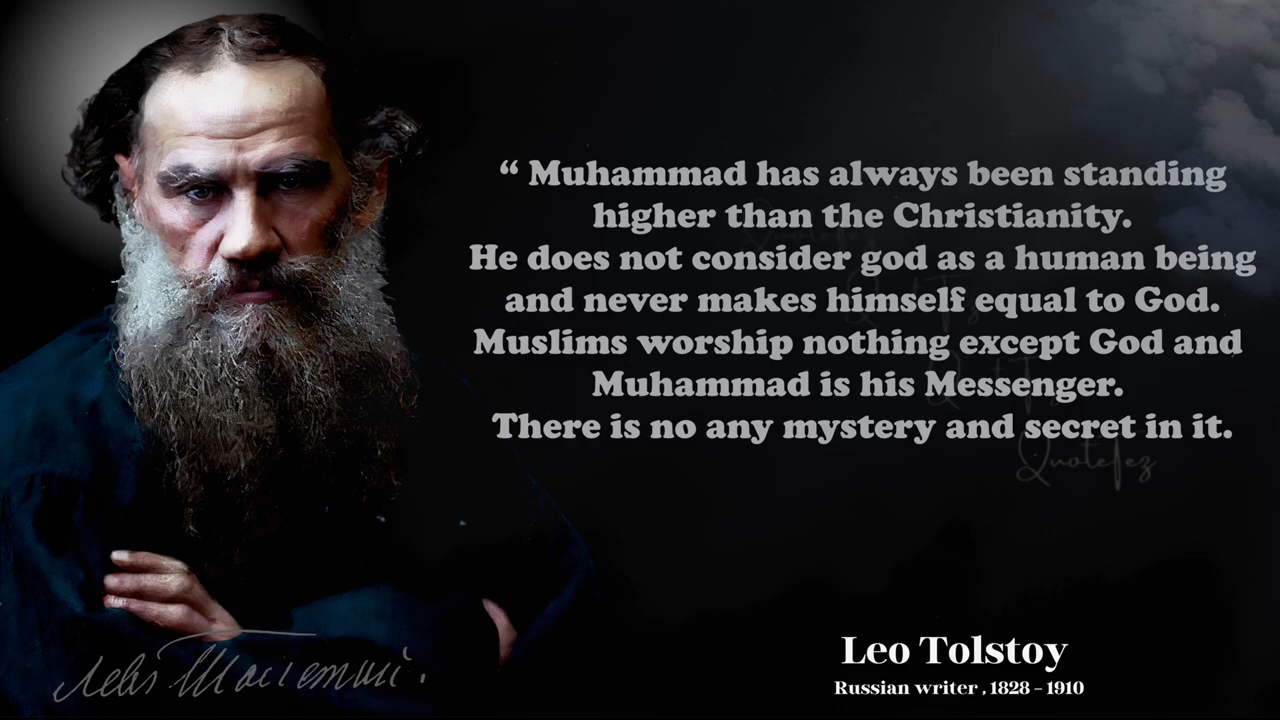 “ Muhammad has always been standing
higher than the Christianity.
He does not consider god as a human being
and never makes himself equal to God.
Muslims worship nothing except God and
Muhammad is his Messenger.
There is no any mystery and secret in it.
Quotefez
Leo Tolstoy
Russian writer , 1828 – 1910